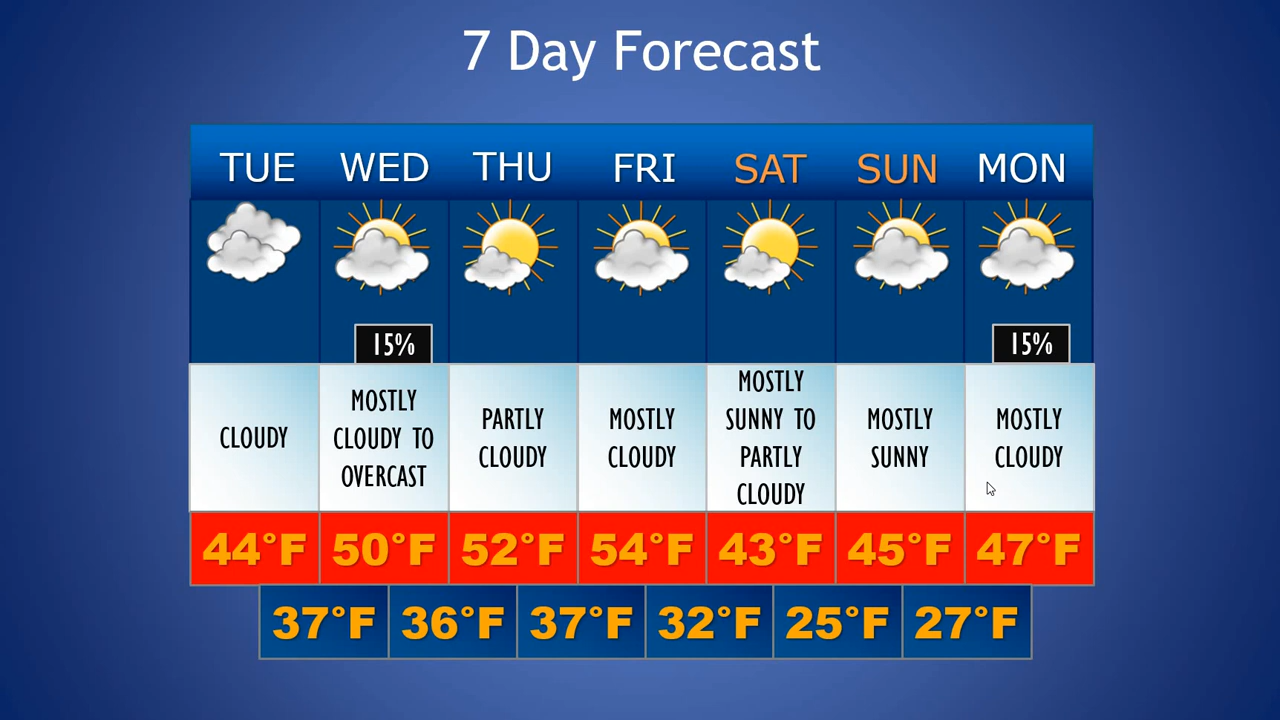 7 Day Forecast
TUE WED THU FRI SAT SUN MON
15% 15%
CLOUDY
MOSTLY
CLOUDY TO
OVERCAST
PARTLY
CLOUDY
MOSTLY
CLOUDY
MOSTLY
SUNNY TO
PARTLY
CLOUDY
MOSTLY
SUNNY
MOSTLY
CLOUDY
44°F 50°F 52°F 54°F 43°F 45°F 47°F
37°F 36°F 37°F 32°F 25°F 27°F